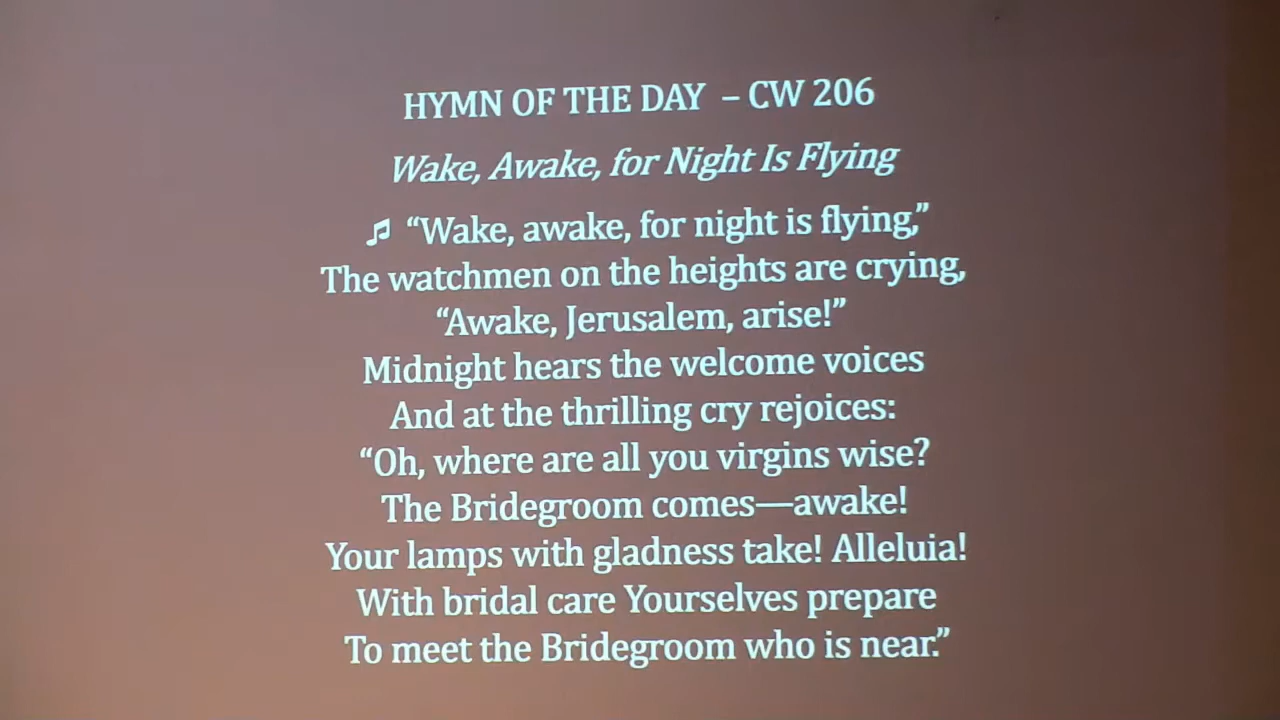 HYMN OF THE DAY – CW 206
Wake, Awake, for Night Is Flying
♫ “Wake, awake, for night is flying,”
The watchmen on the heights are crying,
“Awake, Jerusalem, arise!”
Midnight hears the welcome voices
And at the thrilling cry rejoices:
“Oh, where are all you virgins wise?
The Bridegroom comes—awake!
Your lamps with gladness take! Alleluia!
With bridal care Yourselves prepare
To meet the Bridegroom who is near.”